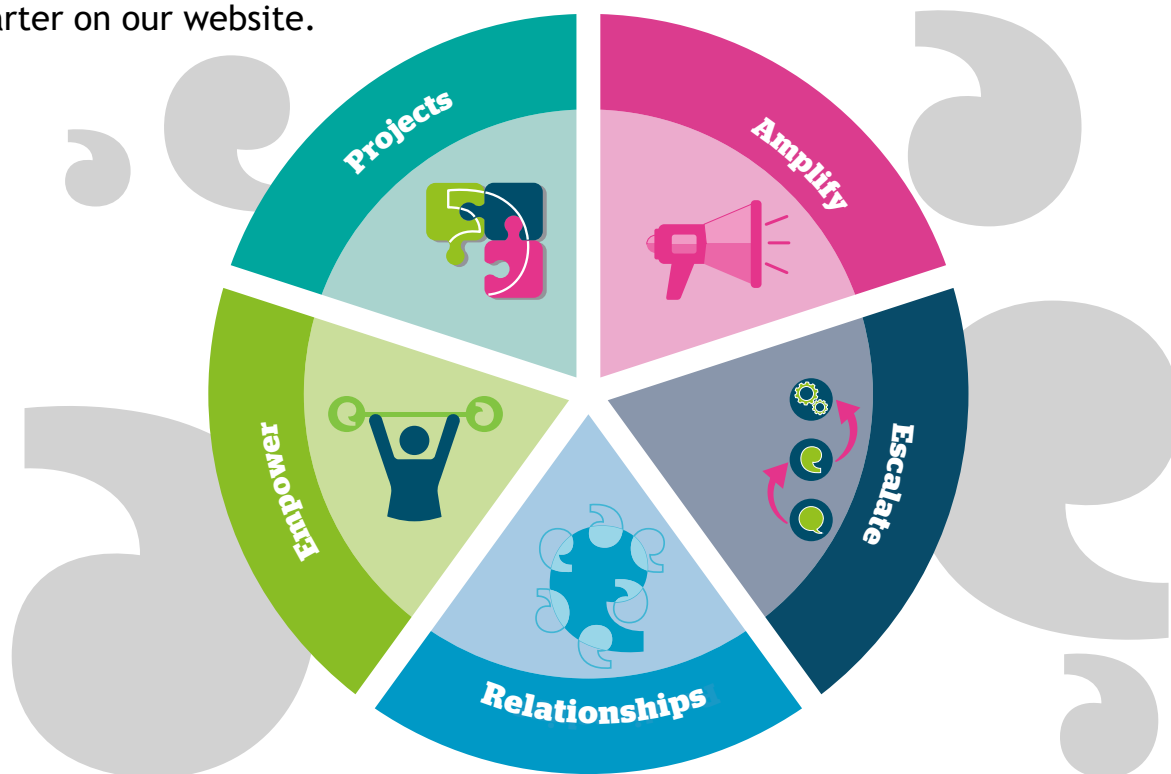 arter on our website.
Projects
Amplify
Empower
Escalate
Relationships